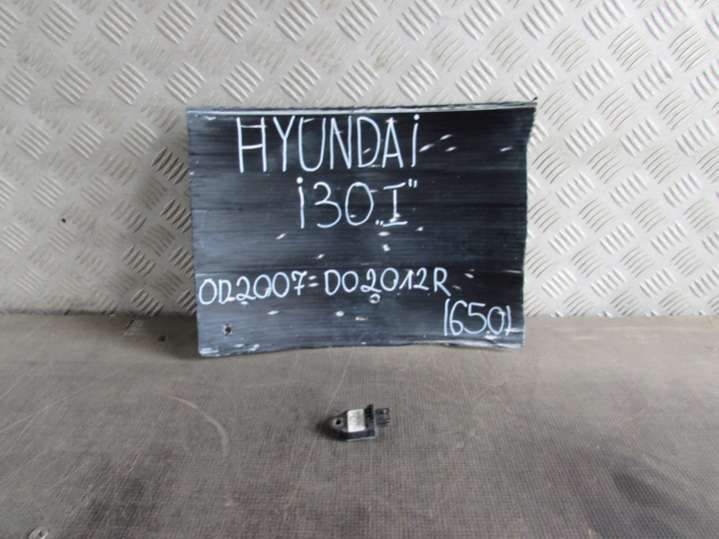 HYUNDAi
i30„I"
OD2007=DO2012R
(650)